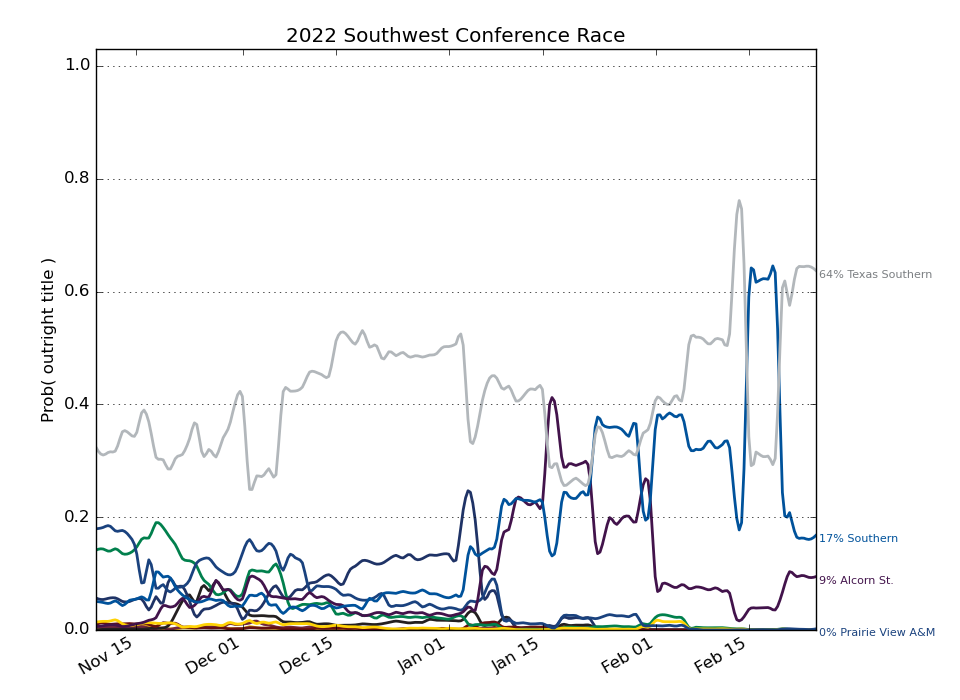 2022 Southwest Conference Race
Prob( outright title )
1.0
0.8
0.6
0.4
0.2
0.0
Nov 15
Dec 01
Dec 15
Jan 01
Jan 15
Feb 01
Feb 15
64% Texas Southern
17% Southern
9% Alcorn St.
0% Prairie View A&M